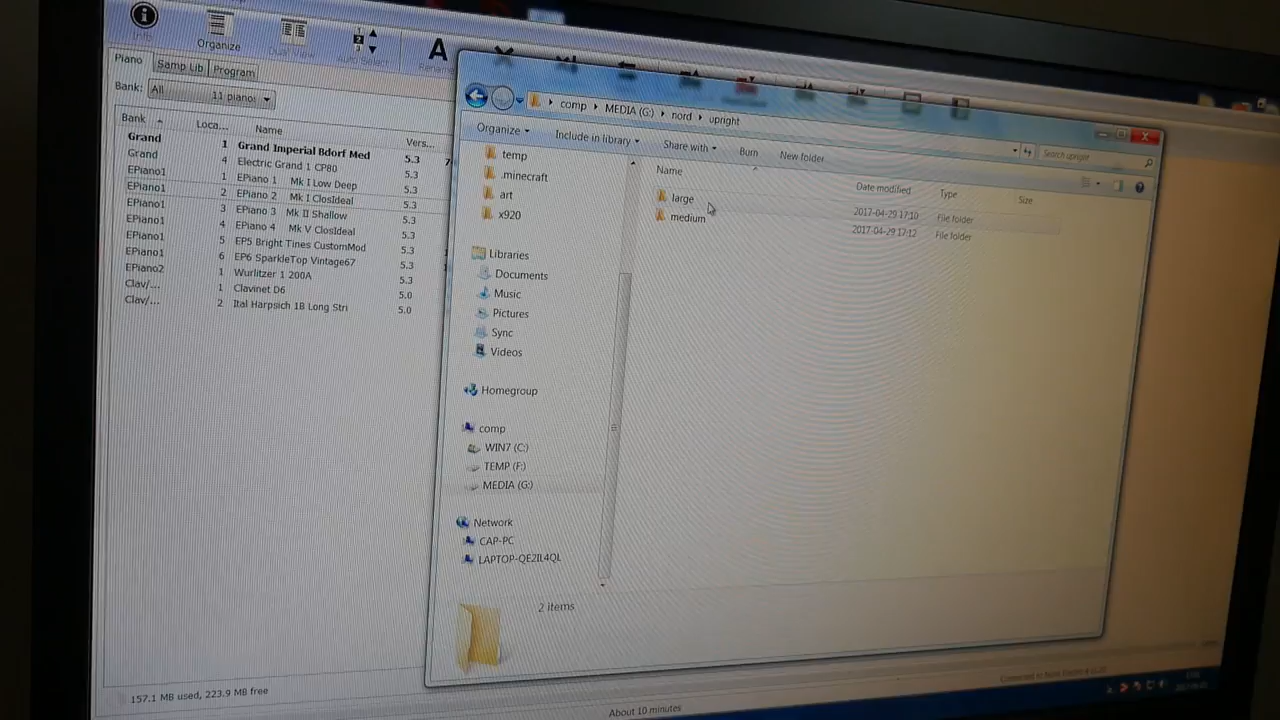 Organize
Piano Samp Lib Program
Bank: All 11 pianos
Bank Loca... Name Vers...
Grand 1 Grand Imperial Bdorf Med 5.3
Grand 4 Electric Grand 1 CP80 5.3
EPiano1 1 EPiano 1 Mk I Low Deep 5.3
EPiano1 2 EPiano 2 Mk I ClosIdeal 5.3
EPiano1 3 EPiano 3 Mk II Shallow 5.3
EPiano1 4 EPiano 4 Mk V ClosIdeal 5.3
EPiano1 5 EP5 Bright Tines CustomMod 5.3
EPiano1 6 EP6 SparkleTop Vintage67 5.3
EPiano2 1 Wurlitzer 1 200A 5.3
Clav/... 1 Clavinet D6 5.0
Clav/... 2 Ital Harpsich 1B Long Stri 5.0
157.1 MB used, 223.9 MB free
About 10 minutes
comp MEDIA (G:) nord upright
Search upright
Organize Include in library Share with Burn New folder
temp
.minecraft
art
x920
Libraries
Documents
Music
Pictures
Sync
Videos
Homegroup
comp
WIN7 (C:)
TEMP (F:)
MEDIA (G:)
Network
CAP-PC
LAPTOP-QEZIL4QL
Name Date modified Type Size
large 2017-04-29 17:10 File folder
medium 2017-04-29 17:12 File folder
2 items